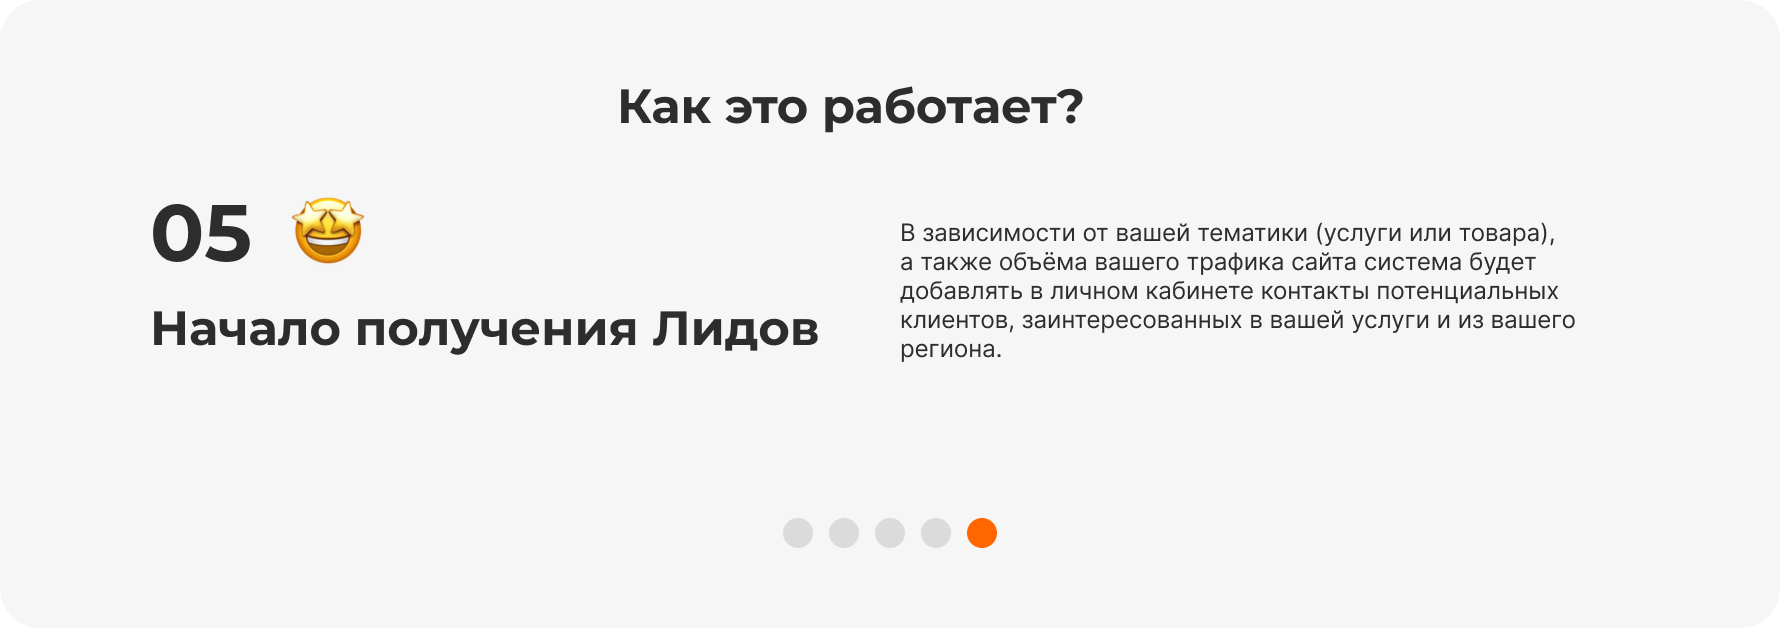 Как это работает?
05
Начало получения Лидов
В зависимости от вашей тематики (услуги или товара),
а также объёма вашего трафика сайта система будет
добавлять в личном кабинете контакты потенциальных
клиентов, заинтересованных в вашей услуги и из вашего
региона.